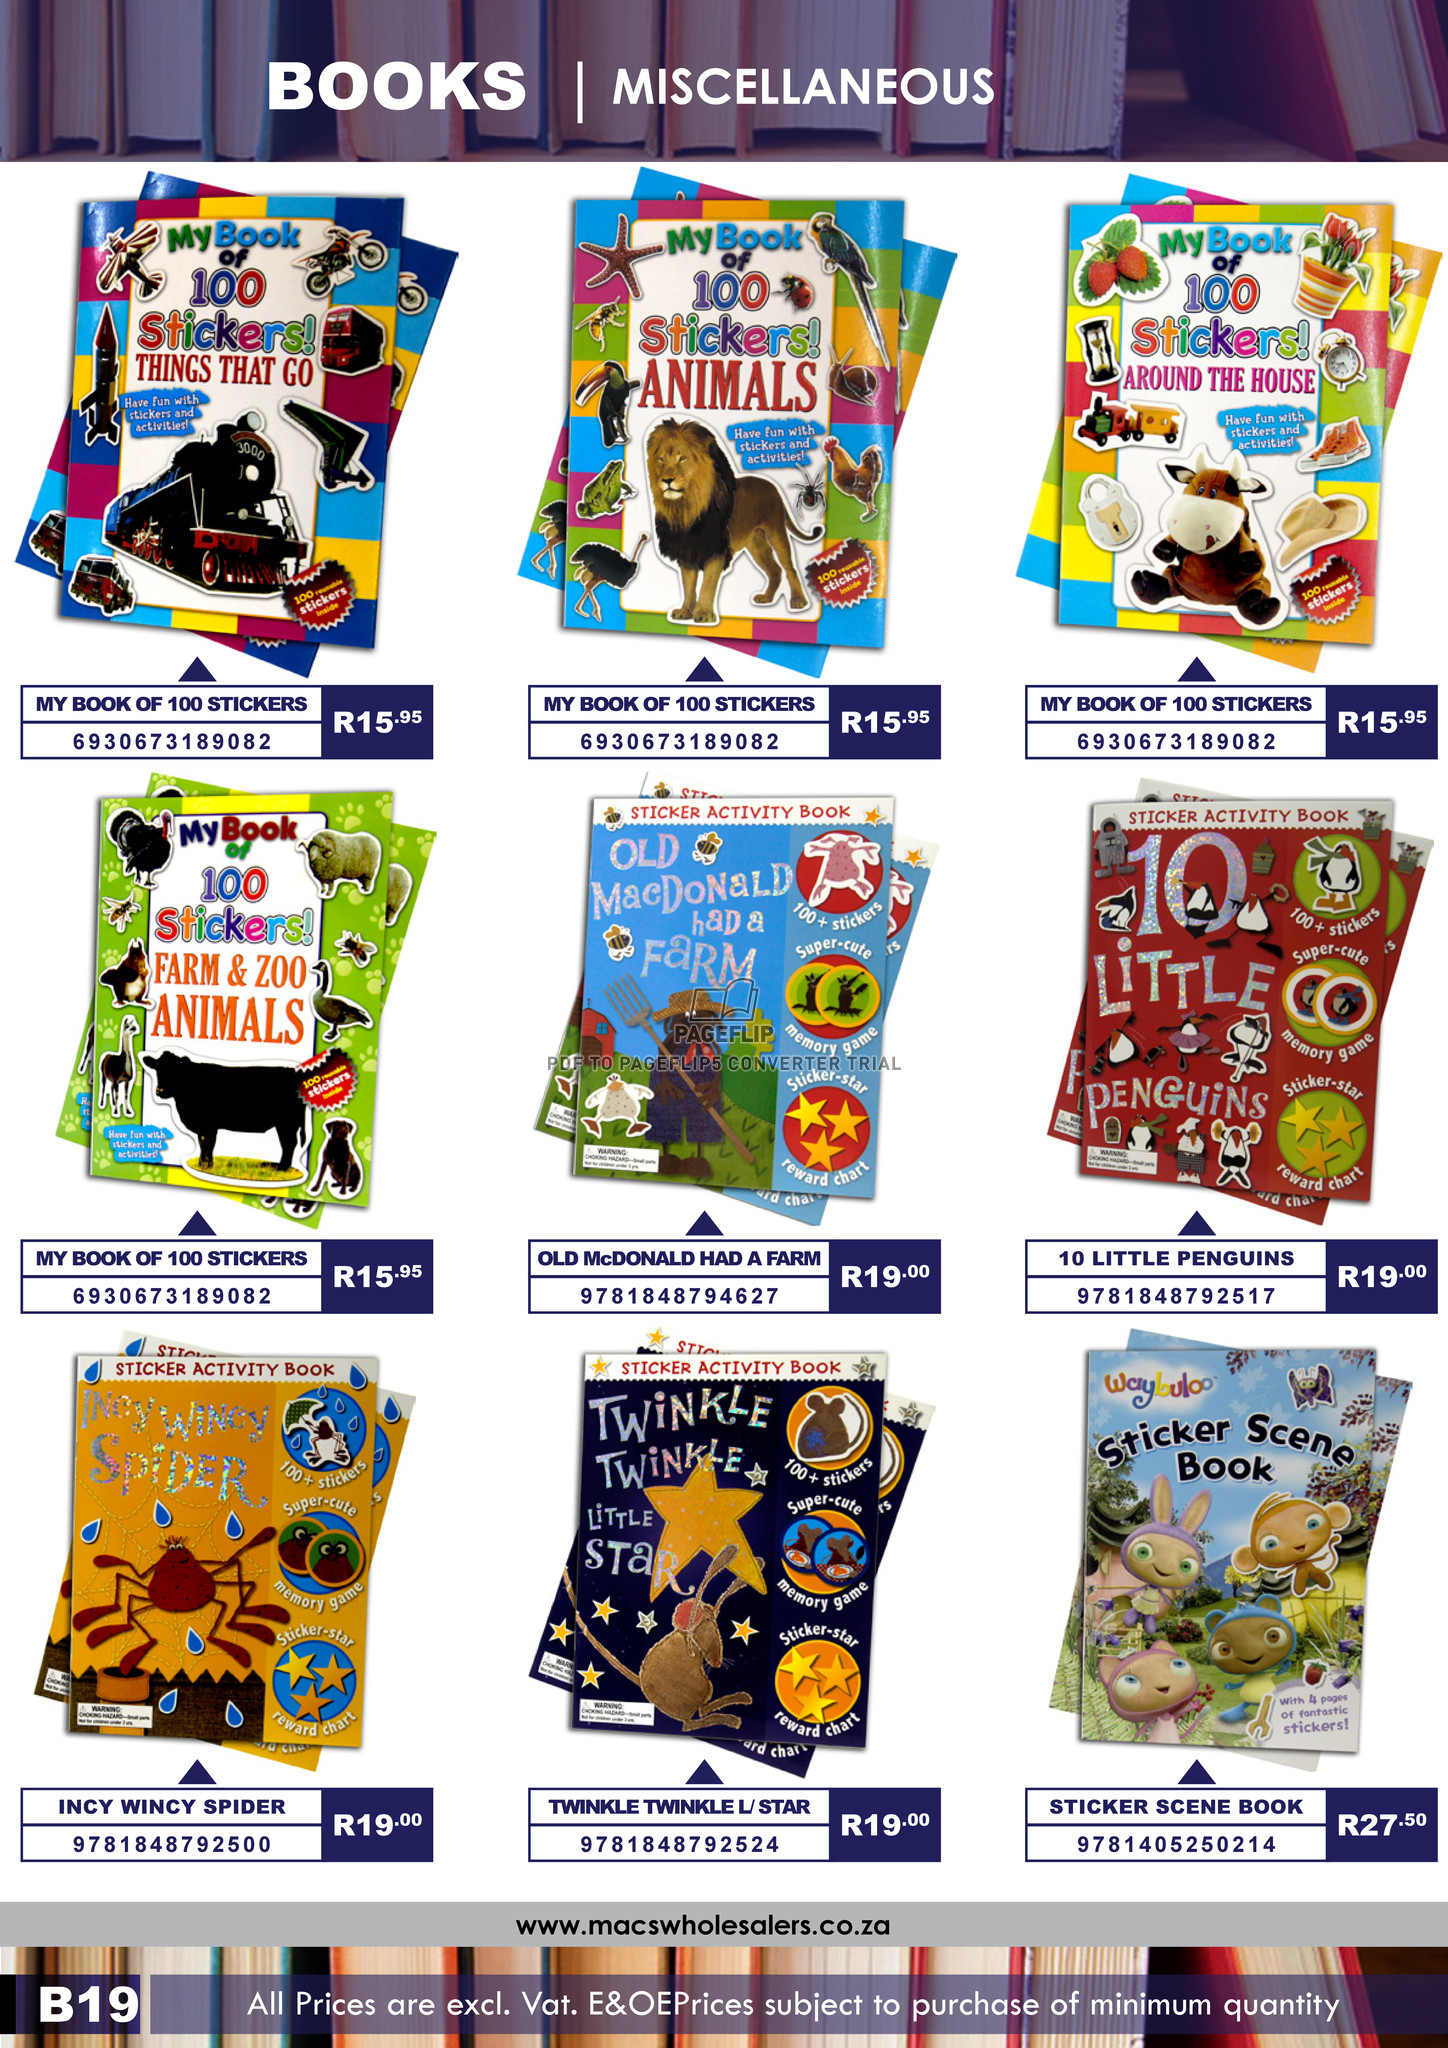 BOOKS | MISCELLANEOUS
My Book
of
100
Stickers!
THINGS THAT GO
Have fun with
stickers and
activities!
3000
100 reusable
stickers
inside
My Book
of
100
Stickers!
ANIMALS
Have fun with
stickers and
activities!
100 reusable
stickers
inside
My Book
of
100
Stickers!
AROUND THE HOUSE
Have fun with
stickers and
activities!
100 reusable
stickers
inside
MY BOOK OF 100 STICKERS
6930673189082
R15.95
MY BOOK OF 100 STICKERS
6930673189082
R15.95
MY BOOK OF 100 STICKERS
6930673189082
R15.95
My Book
of
100
Stickers!
FARM & ZOO
ANIMALS
100 reusable
stickers
inside
Have fun with
stickers and
activities!
STICKER ACTIVITY BOOK
OLD
MacDONALD
had a
FARM
100+ stickers
Super-cute
memory game
Sticker-star
reward chart
WARNING:
CHOKING HAZARD—Small parts.
Not for children under 3 yrs.
PAGEFLIP
PDF TO PAGEFLIP5 CONVERTER TRIAL
STICKER ACTIVITY BOOK
10
LiTTLE
PENGUiNS
100+ stickers
Super-cute
memory game
Sticker-star
reward chart
WARNING:
CHOKING HAZARD—Small parts.
Not for children under 3 yrs.
MY BOOK OF 100 STICKERS
6930673189082
R15.95
OLD McDONALD HAD A FARM
9781848794627
R19.00
10 LITTLE PENGUINS
9781848792517
R19.00
STICKER ACTIVITY BOOK
INCY WINCY
SPiDER
100+ stickers
Super-cute
memory game
Sticker-star
reward chart
WARNING:
CHOKING HAZARD—Small parts.
Not for children under 3 yrs.
STICKER ACTIVITY BOOK
TWiNKLE
TWiNKLE
LiTTLE
STAR
100+ stickers
Super-cute
memory game
Sticker-star
reward chart
WARNING:
CHOKING HAZARD—Small parts.
Not for children under 3 yrs.
waybuloo
Sticker Scene
Book
With 4 pages
of fantastic
stickers!
INCY WINCY SPIDER
9781848792500
R19.00
TWINKLE TWINKLE L/ STAR
9781848792524
R19.00
STICKER SCENE BOOK
9781405250214
R27.50
www.macswholesalers.co.za
B19
All Prices are excl. Vat. E&OEPrices subject to purchase of minimum quantity